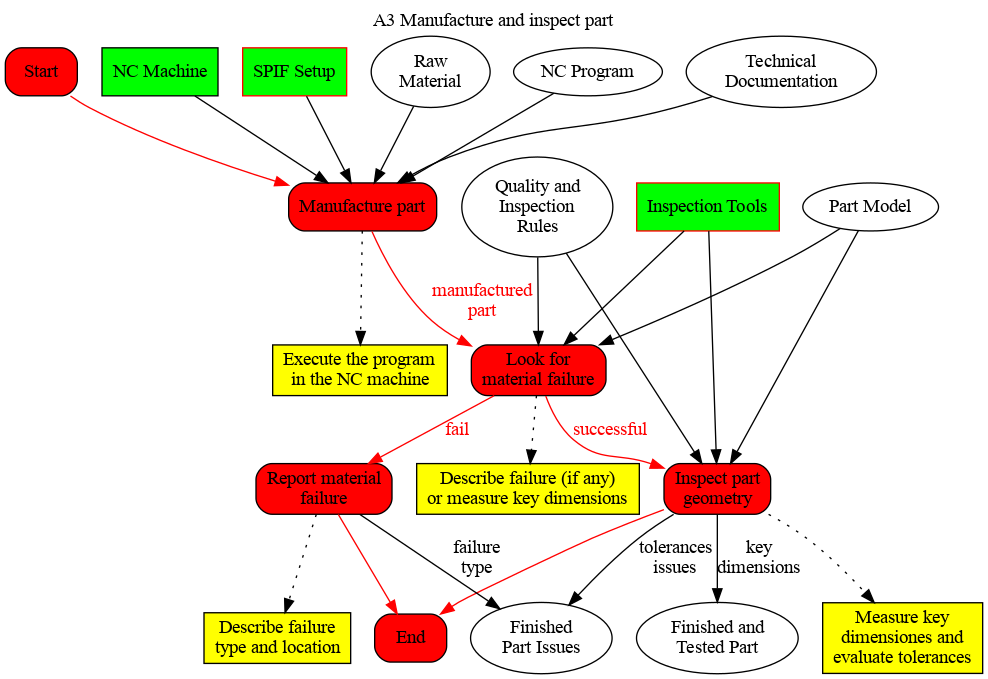 A3 Manufacture and inspect part
Start
NC Machine
SPIF Setup
Raw
Material
NC Program
Technical
Documentation
Manufacture part
Quality and
Inspection
Rules
Inspection Tools
Part Model
manufactured
part
Execute the program
in the NC machine
Look for
material failure
fail
successful
Report material
failure
Describe failure (if any)
or measure key dimensions
Inspect part
geometry
failure
type
tolerances
issues
key
dimensions
Describe failure
type and location
End
Finished
Part Issues
Finished and
Tested Part
Measure key
dimensiones and
evaluate tolerances